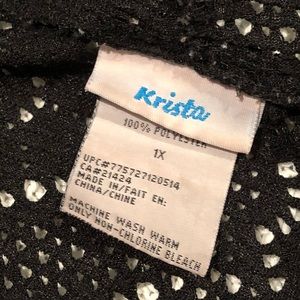 Krista
100% POLYESTER
1X
UPC#775727120514
CA#21424
MADE IN/FAIT EN:
CHINA/CHINE
MACHINE WASH WARM
ONLY NON-CHLORINE BLEACH